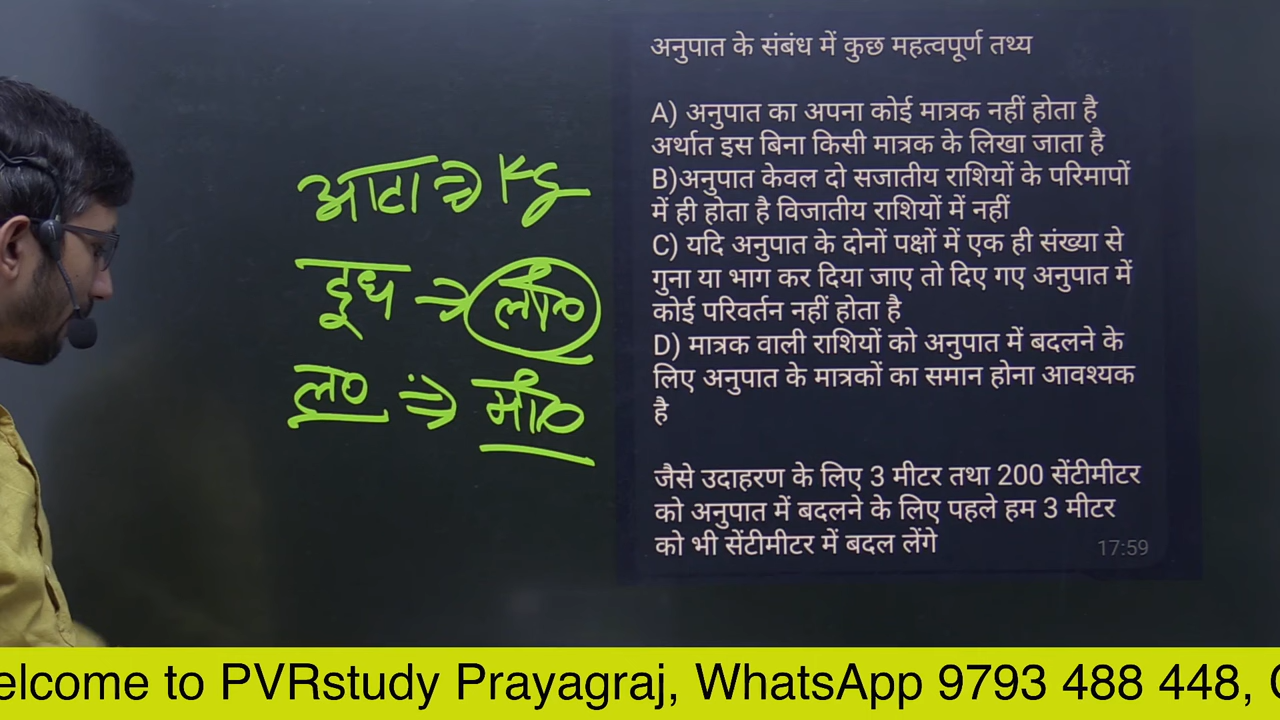 अनुपात के संबंध में कुछ महत्वपूर्ण तथ्य
A) अनुपात का अपना कोई मात्रक नहीं होता है
अर्थात इस बिना किसी मात्रक के लिखा जाता है
B)अनुपात केवल दो सजातीय राशियों के परिमापों
में ही होता है विजातीय राशियों में नहीं
C) यदि अनुपात के दोनों पक्षों में एक ही संख्या से
गुना या भाग कर दिया जाए तो दिए गए अनुपात में
कोई परिवर्तन नहीं होता है
D) मात्रक वाली राशियों को अनुपात में बदलने के
लिए अनुपात के मात्रकों का समान होना आवश्यक
है
जैसे उदाहरण के लिए 3 मीटर तथा 200 सेंटीमीटर
को अनुपात में बदलने के लिए पहले हम 3 मीटर
को भी सेंटीमीटर में बदल लेंगे
17:59
आटा ⇒ Kg
दूध → ली०
ल० ⇒ मी०
elcome to PVRstudy Prayagraj, WhatsApp 9793 488 448,